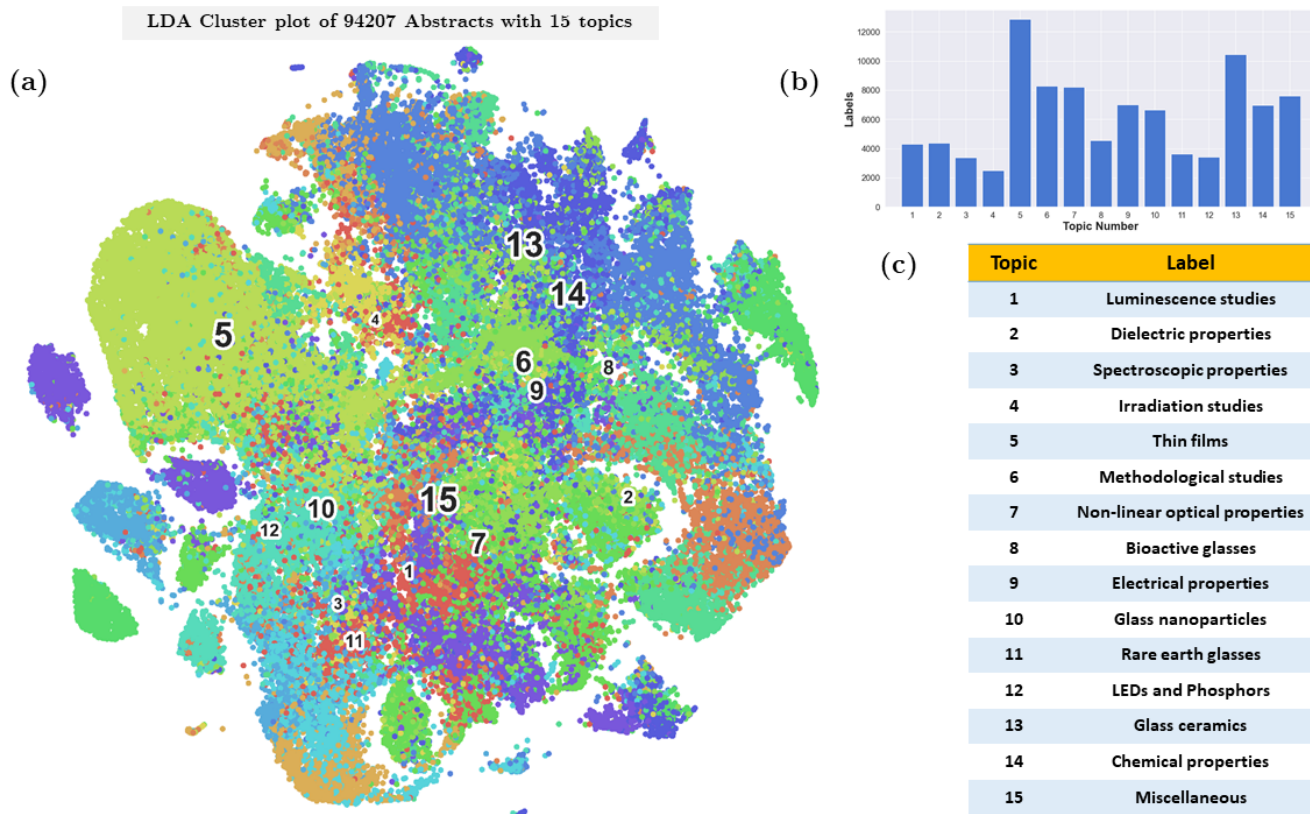 LDA Cluster plot of 94207 Abstracts with 15 topics
(a)
13
14
4
5
6
8
9
15
2
10
12
7
1
3
11
(b)
Labels
12000
10000
8000
6000
4000
2000
0
1 2 3 4 5 6 7 8 9 10 11 12 13 14 15
Topic Number
(c)
Topic Label
1 Luminescence studies
2 Dielectric properties
3 Spectroscopic properties
4 Irradiation studies
5 Thin films
6 Methodological studies
7 Non-linear optical properties
8 Bioactive glasses
9 Electrical properties
10 Glass nanoparticles
11 Rare earth glasses
12 LEDs and Phosphors
13 Glass ceramics
14 Chemical properties
15 Miscellaneous